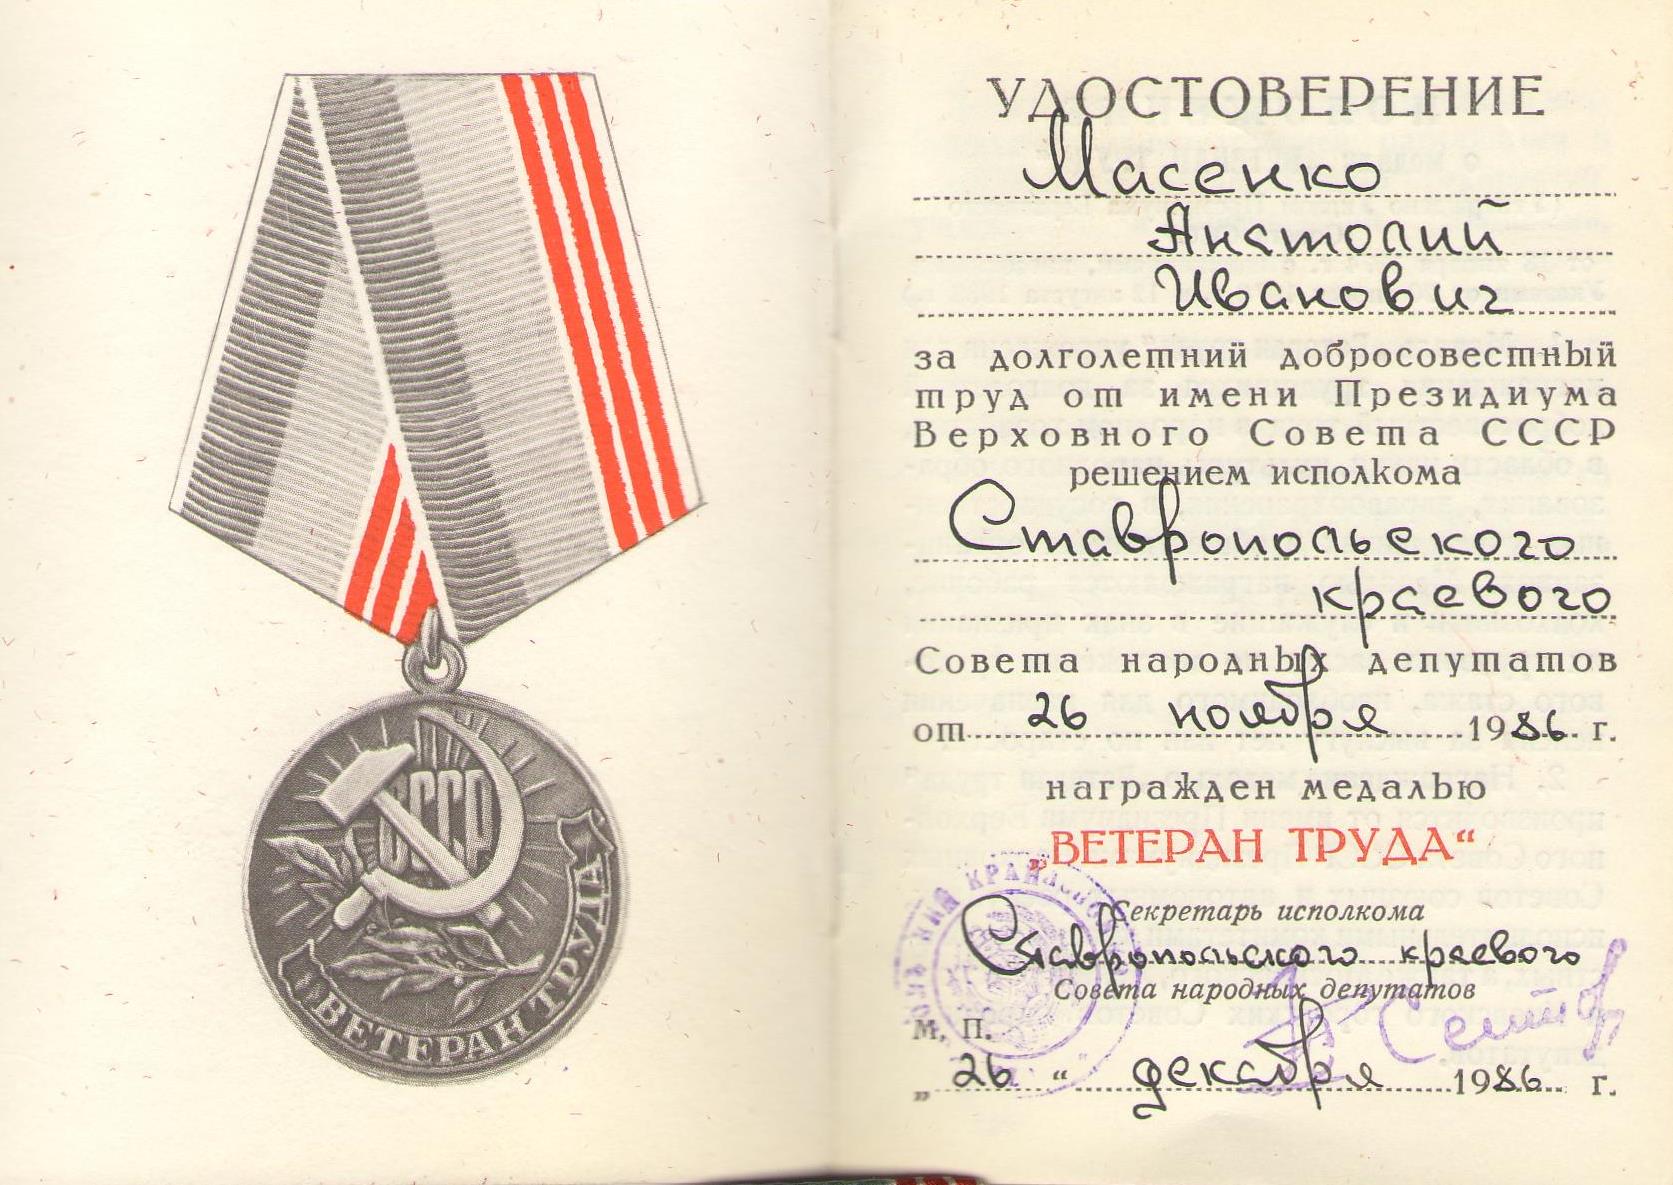 СССР
ВЕТЕРАН ТРУДА
УДОСТОВЕРЕНИЕ
Масенко
Анатолий
Иванович
за долголетний добросовестный
труд от имени Президиума
Верховного Совета СССР
решением исполкома
Ставропольского
краевого
Совета народных депутатов
от 26 ноября 1986 г.
награжден медалью
„ВЕТЕРАН ТРУДА“
Секретарь исполкома
Ставропольского краевого
Совета народных депутатов
М. П.
„ 26 “ декабря 1986 г.